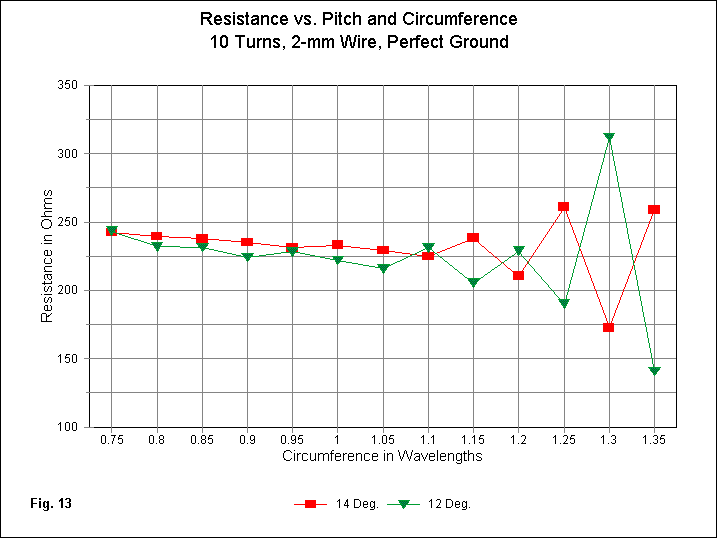 Resistance vs. Pitch and Circumference
10 Turns, 2-mm Wire, Perfect Ground
350
300
250
200
150
100
Resistance in Ohms
0.75 0.8 0.85 0.9 0.95 1 1.05 1.1 1.15 1.2 1.25 1.3 1.35
Circumference in Wavelengths
Fig. 13
14 Deg. 12 Deg.